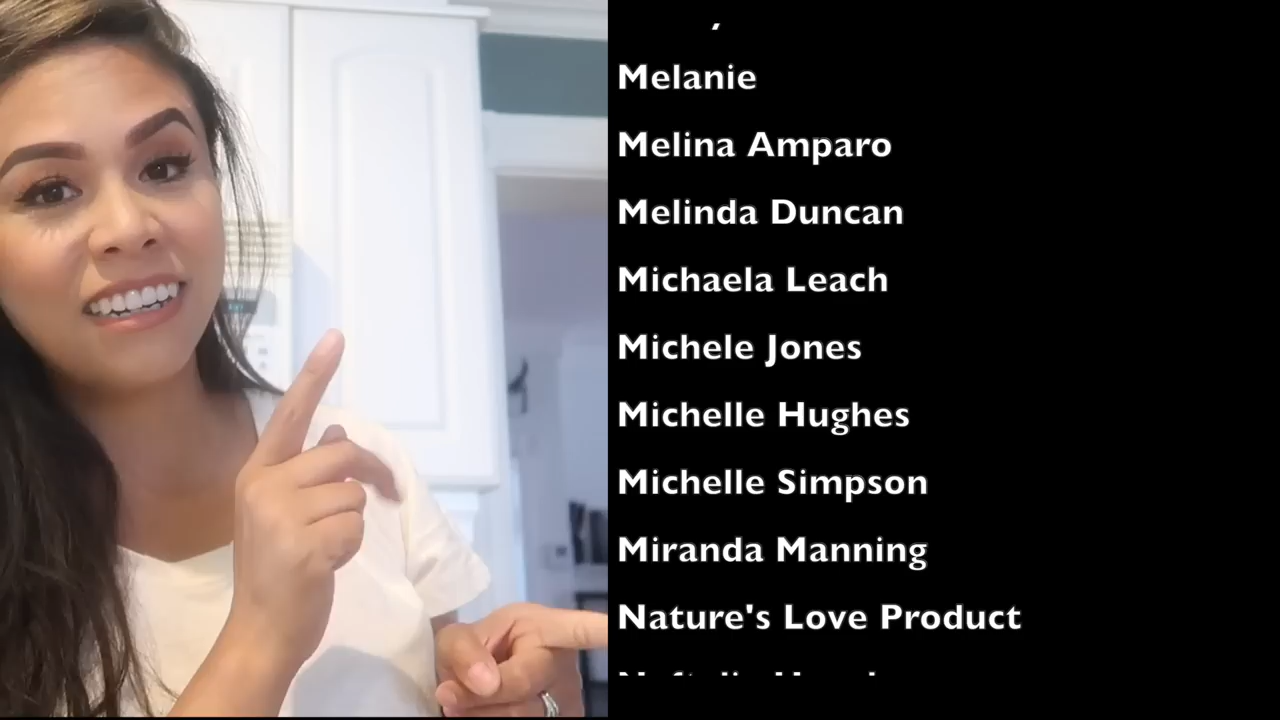 Melanie
Melina Amparo
Melinda Duncan
Michaela Leach
Michele Jones
Michelle Hughes
Michelle Simpson
Miranda Manning
Nature's Love Product